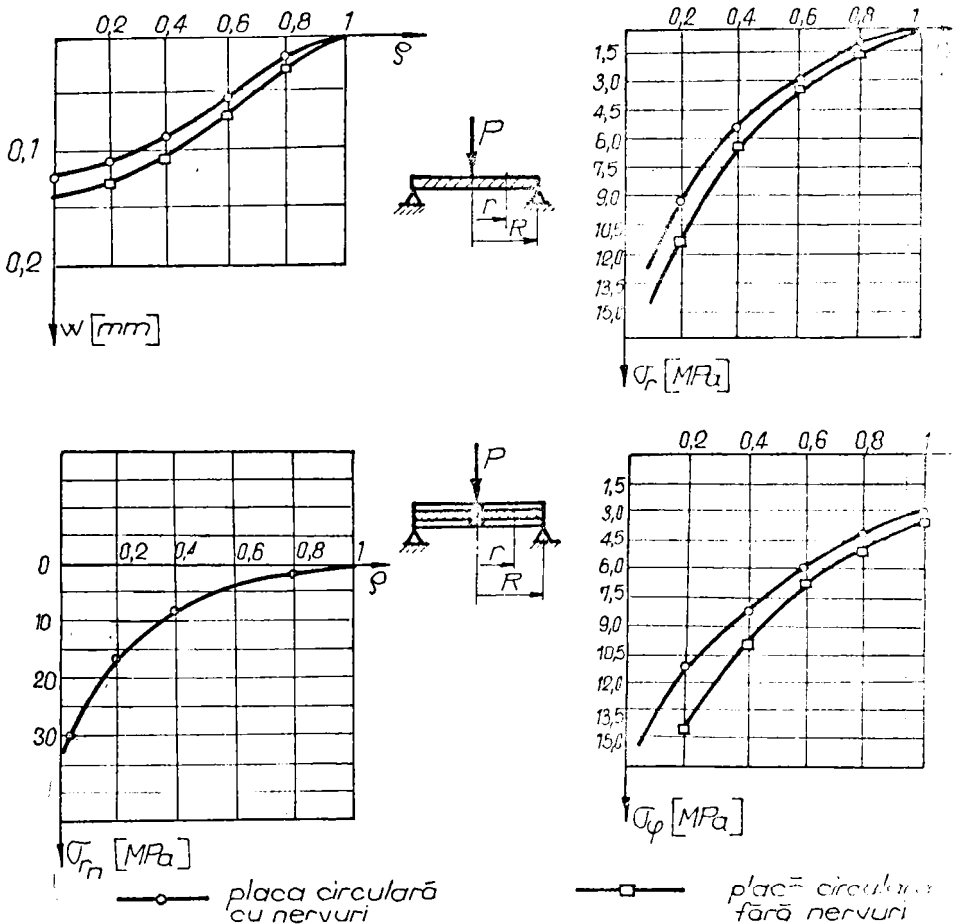 0,2 0,4 0,6 0,8 1
ρ
0,1
0,2
w [mm]
P
r
R
0,2 0,4 0,6 0,8 1
1,5
3,0
4,5
6,0
7,5
9,0
10,5
12,0
13,5
15,0
σr [MPa]
0,2 0,4 0,6 0,8 1
ρ
0
10
20
30
σrn [MPa]
P
r
R
0,2 0,4 0,6 0,8 1
1,5
3,0
4,5
6,0
7,5
9,0
10,5
12,0
13,5
15,0
σφ [MPa]
placa circulară
cu nervuri
placă circulara
fără nervuri